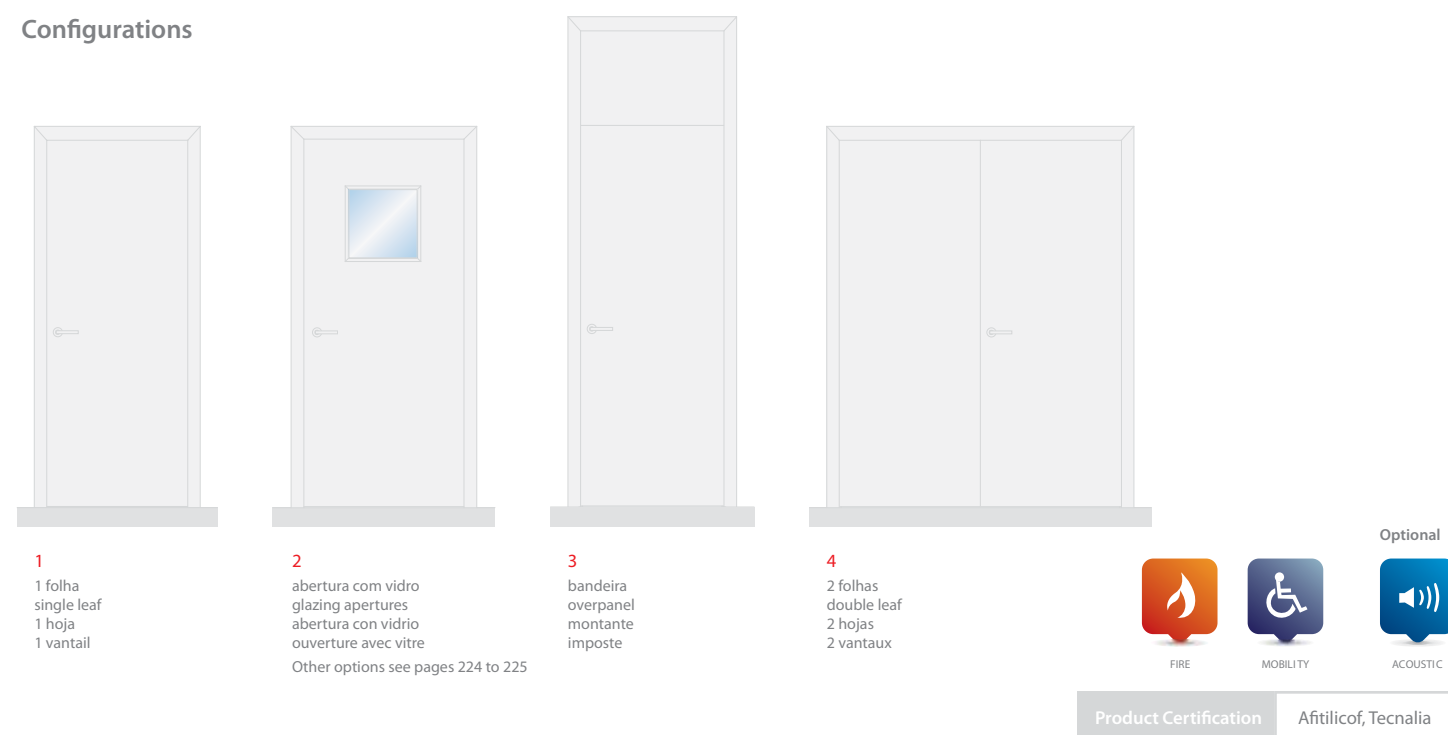 Configurations
1
1 folha
single leaf
1 hoja
1 vantail
2
abertura com vidro
glazing apertures
abertura con vidrio
ouverture avec vitre
Other options see pages 224 to 225
3
bandeira
overpanel
montante
imposte
4
2 folhas
double leaf
2 hojas
2 vantaux
Optional
FIRE
MOBILITY
ACOUSTIC
Product Certification
Afitilicof, Tecnalia